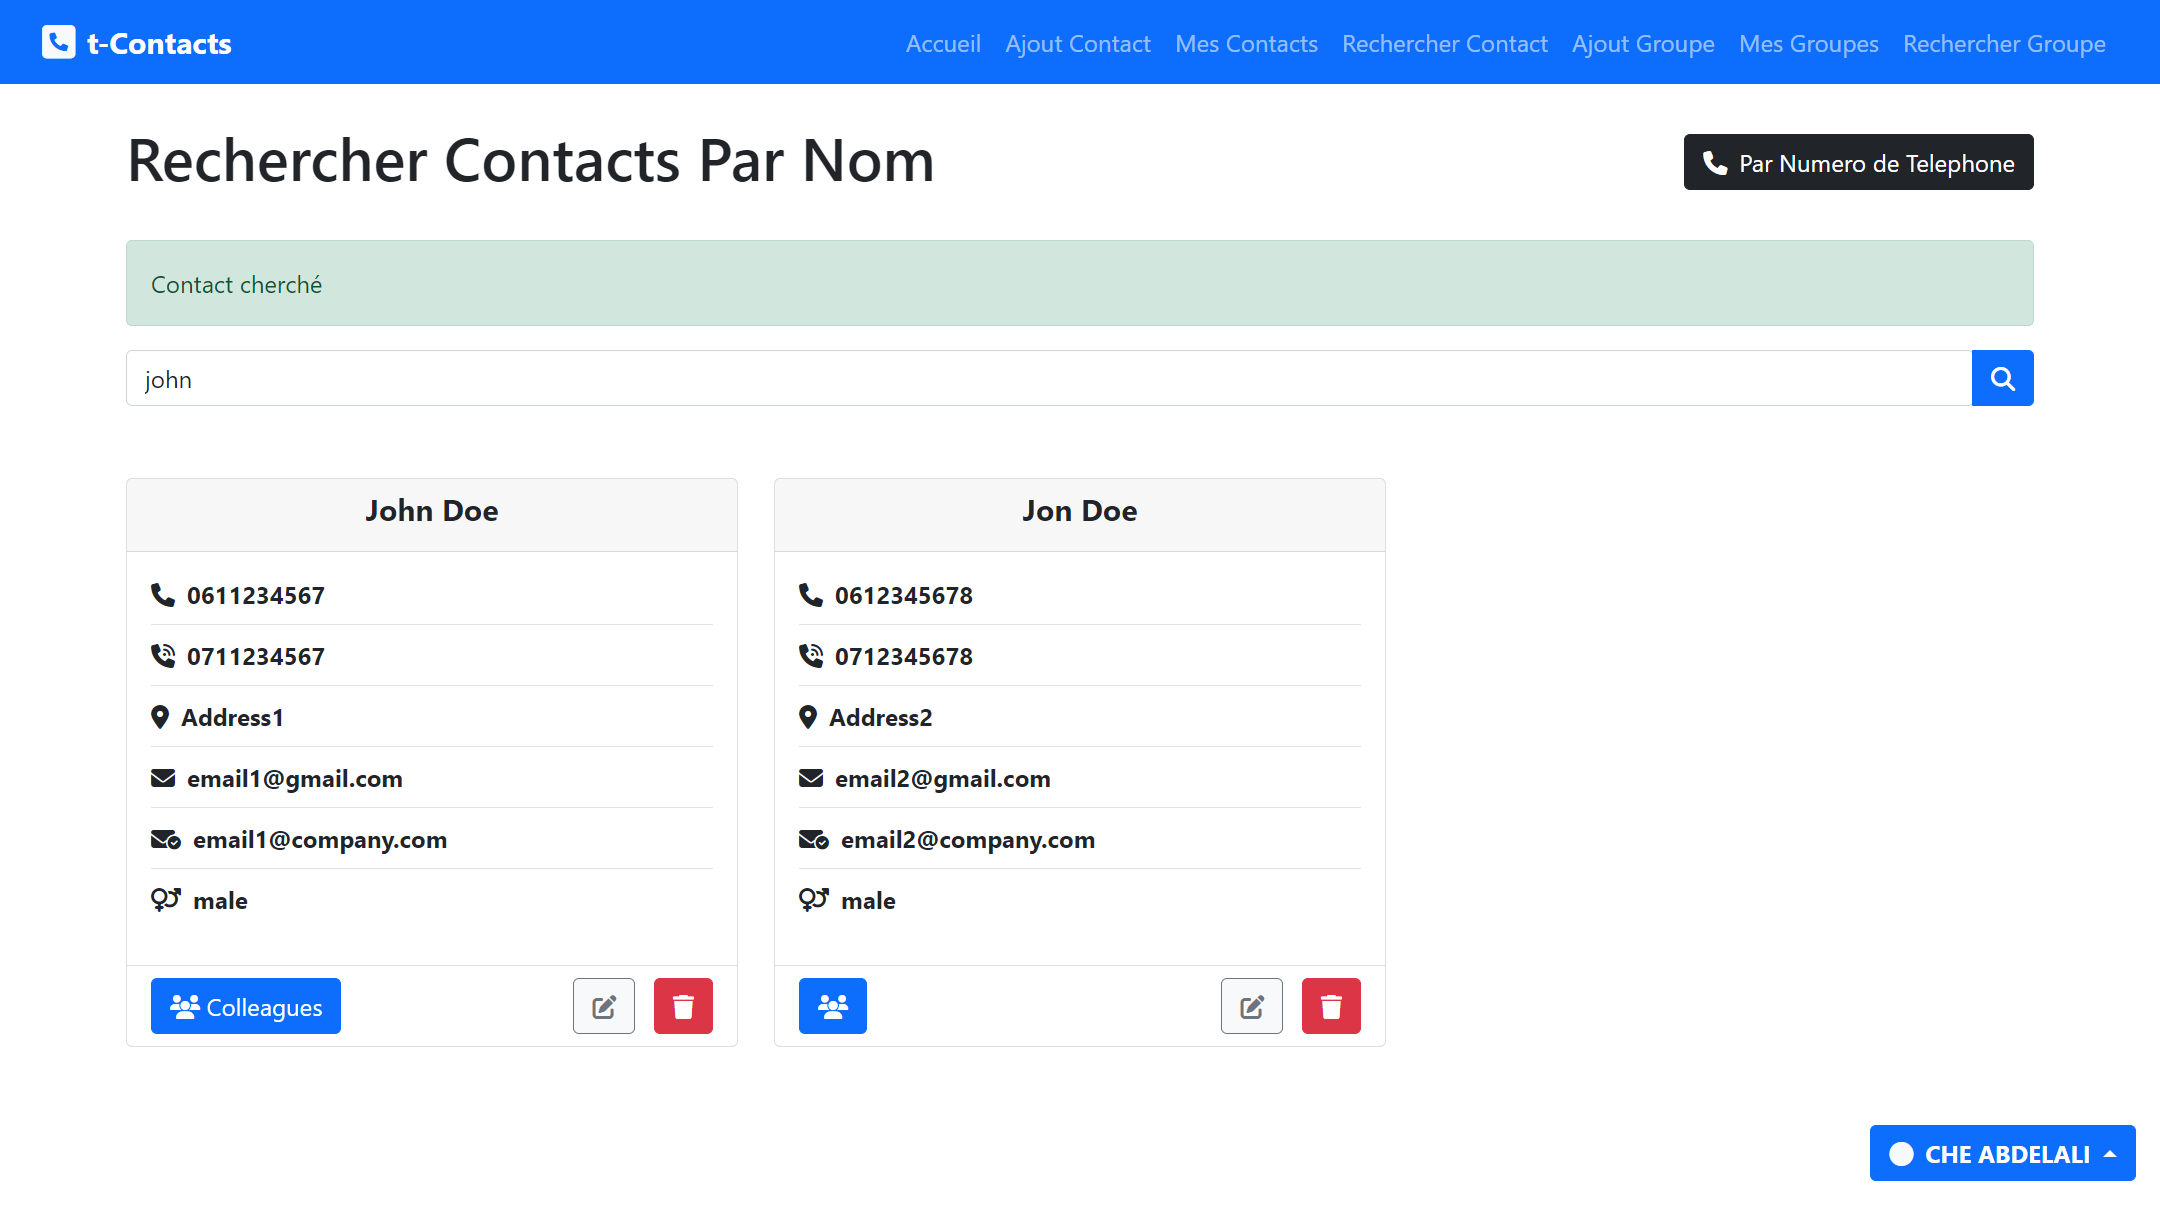 t-Contacts
Accueil Ajout Contact Mes Contacts Rechercher Contact Ajout Groupe Mes Groupes Rechercher Groupe
Rechercher Contacts Par Nom
Par Numero de Telephone
Contact cherché
john
John Doe
0611234567
0711234567
Address1
email1@gmail.com
email1@company.com
male
Colleagues
Jon Doe
0612345678
0712345678
Address2
email2@gmail.com
email2@company.com
male
CHE ABDELALI